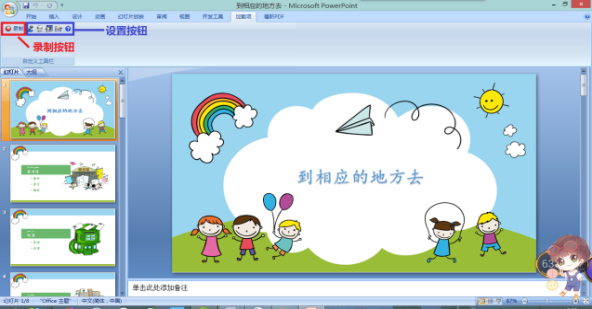 到相应的地方去 - Microsoft PowerPoint
开始 插入 设计 动画 幻灯片放映 审阅 视图 开发工具 加载项 福昕PDF
录制
设置按钮
录制按钮
自定义工具栏
幻灯片 大纲
1
到相应的地方去
2
3
4
到相应的地方去
63
单击此处添加备注
幻灯片 1/8 "Office 主题" 中文(简体，中国) 67%